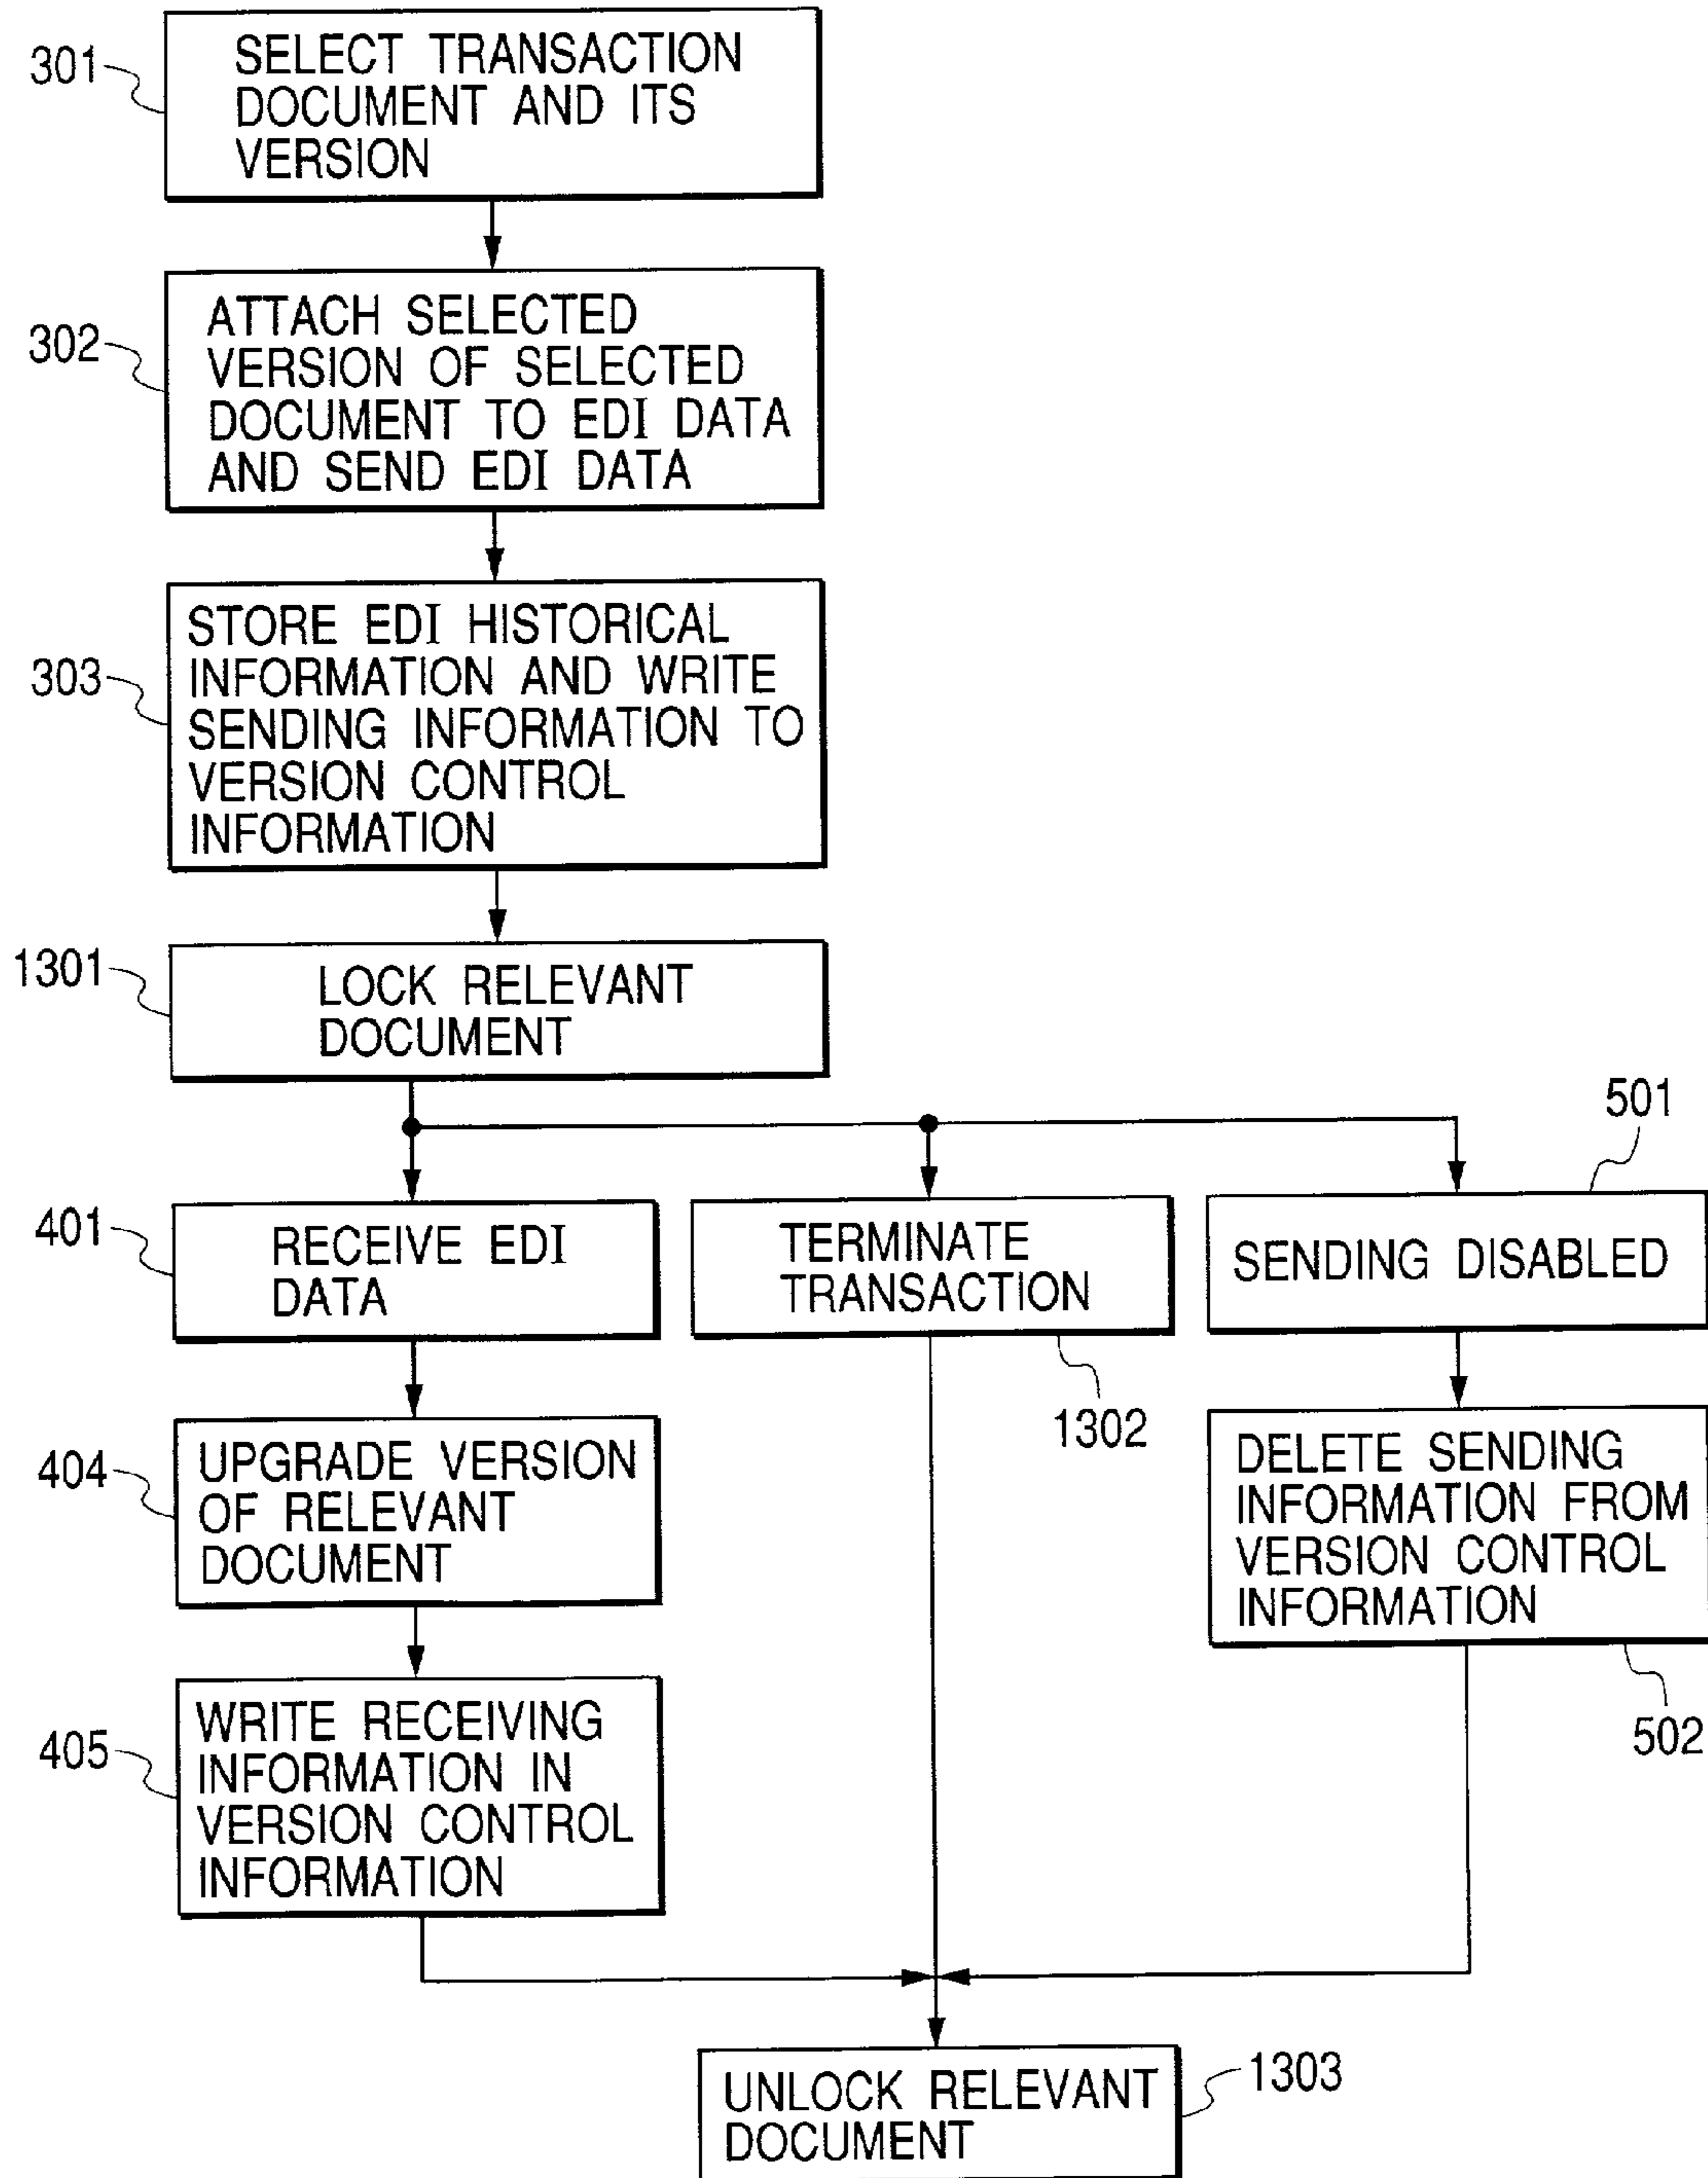 301
SELECT TRANSACTION
DOCUMENT AND ITS
VERSION
302
ATTACH SELECTED
VERSION OF SELECTED
DOCUMENT TO EDI DATA
AND SEND EDI DATA
303
STORE EDI HISTORICAL
INFORMATION AND WRITE
SENDING INFORMATION TO
VERSION CONTROL
INFORMATION
1301
LOCK RELEVANT
DOCUMENT
401
RECEIVE EDI
DATA
404
UPGRADE VERSION
OF RELEVANT
DOCUMENT
405
WRITE RECEIVING
INFORMATION IN
VERSION CONTROL
INFORMATION
TERMINATE
TRANSACTION
1302
501
SENDING DISABLED
DELETE SENDING
INFORMATION FROM
VERSION CONTROL
INFORMATION
502
UNLOCK RELEVANT
DOCUMENT
1303